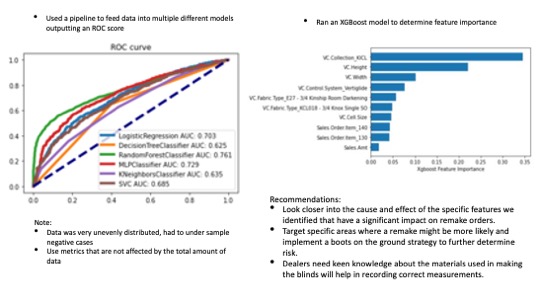 • Used a pipeline to feed data into multiple different models
outputting an ROC score
ROC curve
1.0
0.8
0.6
0.4
0.2
0.0
LogisticRegression AUC: 0.703
DecisionTreeClassifier AUC: 0.625
RandomForestClassifier AUC: 0.761
MLPClassifier AUC: 0.729
KNeighborsClassifier AUC: 0.635
SVC AUC: 0.685
0.0 0.2 0.4 0.6 0.8 1.0
Note:
• Data was very unevenly distributed, had to under sample
negative cases
• Use metrics that are not affected by the total amount of
data
• Ran an XGBoost model to determine feature importance
VC.Collection_KICL
VC.Height
VC.Width
VC.Control System_Vertiglide
VC.Fabric Type_E27 - 3/4 Kinship Room Darkening
VC.Fabric Type_KCL018 - 3/4 Knox Single SO
VC.Cell Size
Sales.Order.Item_140
Sales.Order.Item_130
Sales.Amt
0.00 0.05 0.10 0.15 0.20 0.25 0.30 0.35
Xgboost Feature Importance
Recommendations:
• Look closer into the cause and effect of the specific features we
identified that have a significant impact on remake orders.
• Target specific areas where a remake might be more likely and
implement a boots on the ground strategy to further determine
risk.
• Dealers need keen knowledge about the materials used in making
the blinds will help in recording correct measurements.